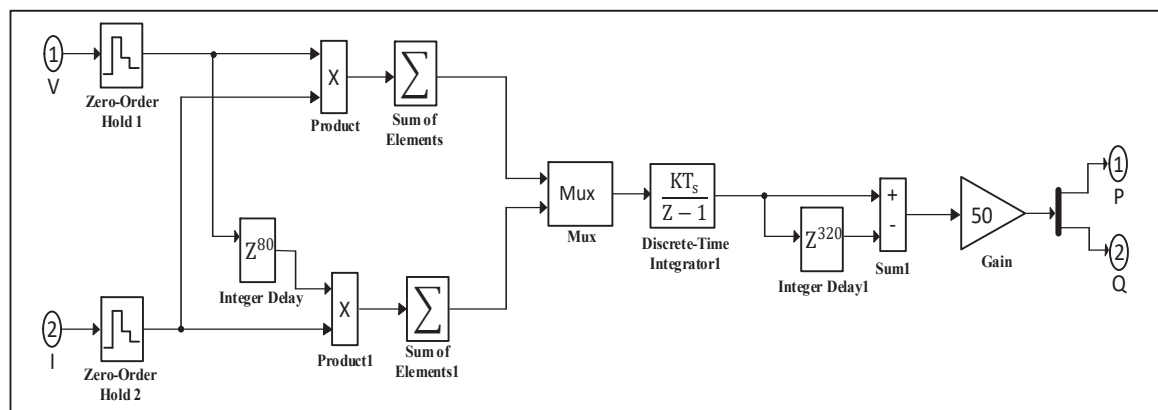 1
V
Zero-Order
Hold 1
X
Product
∑
Sum of
Elements
Z⁸⁰
Integer Delay
2
I
Zero-Order
Hold 2
X
Product1
∑
Sum of
Elements1
Mux
Mux
KTₛ
Z − 1
Discrete-Time
Integrator1
Z³²⁰
Integer Delay1
+
-
Sum1
50
Gain
1
P
2
Q